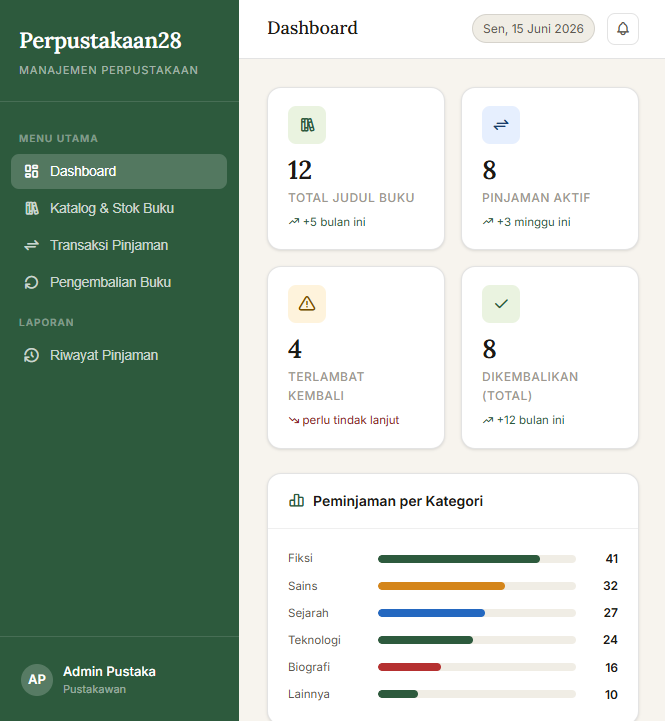 Perpustakaan28
MANAJEMEN PERPUSTAKAAN
MENU UTAMA
Dashboard
Katalog & Stok Buku
Transaksi Pinjaman
Pengembalian Buku
LAPORAN
Riwayat Pinjaman
AP
Admin Pustaka
Pustakawan
Dashboard
Sen, 15 Juni 2026
12
TOTAL JUDUL BUKU
+5 bulan ini
8
PINJAMAN AKTIF
+3 minggu ini
4
TERLAMBAT
KEMBALI
perlu tindak lanjut
8
DIKEMBALIKAN
(TOTAL)
+12 bulan ini
Peminjaman per Kategori
Fiksi 41
Sains 32
Sejarah 27
Teknologi 24
Biografi 16
Lainnya 10